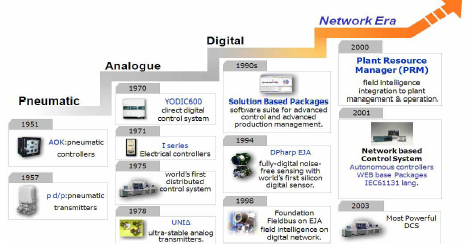 Network Era
Digital
Analogue
Pneumatic
1951
AOK:pneumatic
controllers
1957
p d/p:pneumatic
transmitters
1970
YODIC600
direct digital
control system
1971
I series
Electrical controllers
1975
world's first
distributed
control system
1978
UNIΔ
ultra-stable analog
transmitters.
1990s
Solution Based Packages
software suite for advanced
control and advanced
production management.
1994
DPharp EJA
fully-digital noise-
free sensing with
world's first silicon
digital sensor.
1998
Foundation
Fieldbus on EJA
field intelligence on
digital network.
2000
Plant Resource
Manager (PRM)
field intelligence
integration to plant
management & operation.
2001
Network based
Control System
Autonomous controllers
WEB base Packages
IEC61131 lang.
2003
Most Powerful
DCS